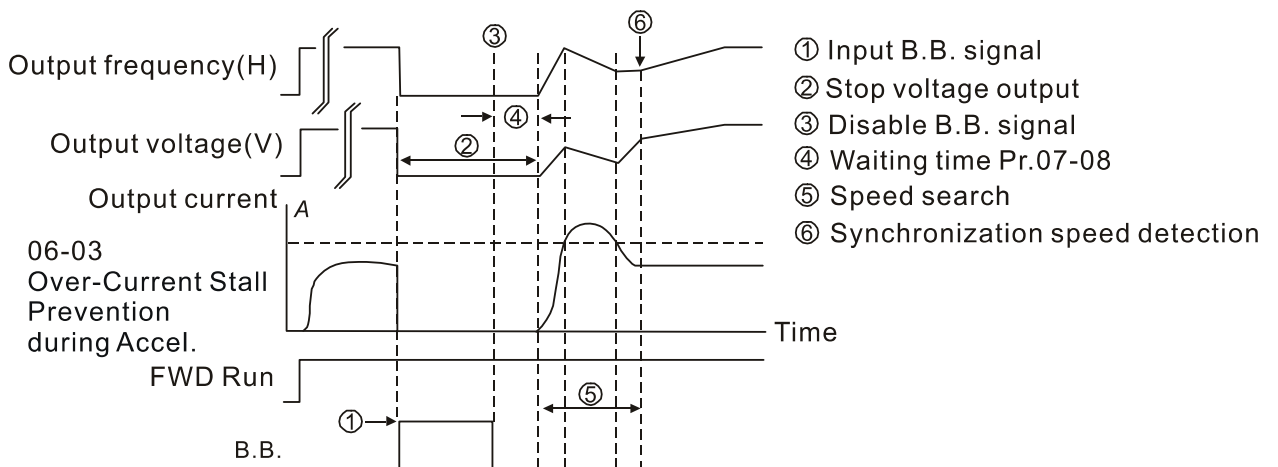 Output frequency(H)
Output voltage(V)
Output current
A
06-03
Over-Current Stall
Prevention
during Accel.
FWD Run
B.B.
③
⑥
④
②
⑤
①
Time
① Input B.B. signal
② Stop voltage output
③ Disable B.B. signal
④ Waiting time Pr.07-08
⑤ Speed search
⑥ Synchronization speed detection